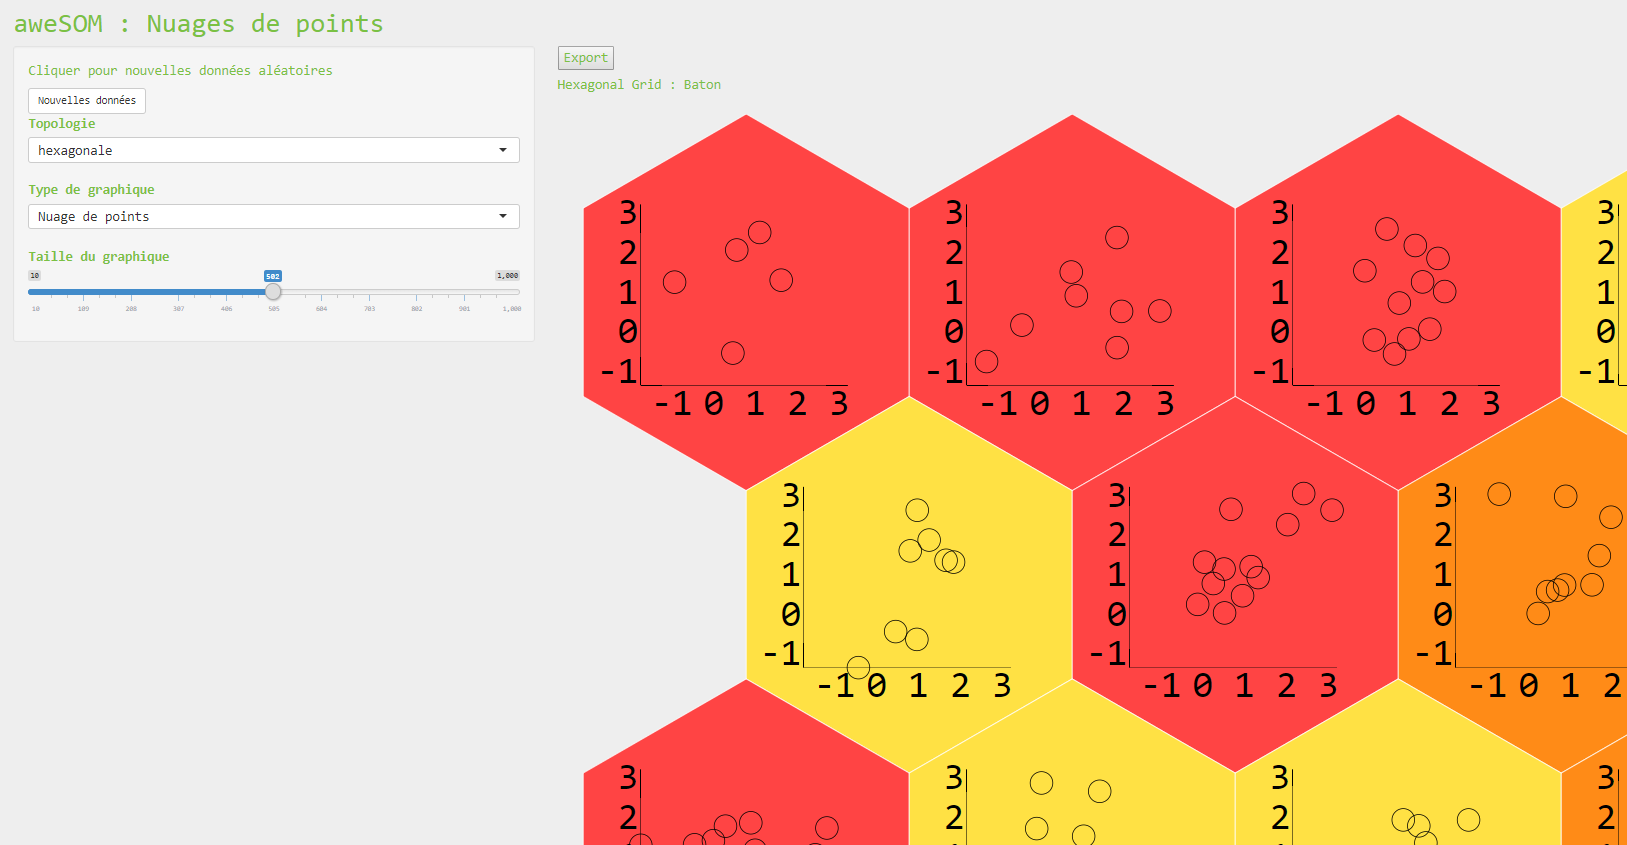 aweSOM : Nuages de points
Cliquer pour nouvelles données aléatoires
Nouvelles données
Topologie
hexagonale
Type de graphique
Nuage de points
Taille du graphique
10 502 1,000
10 109 208 307 406 505 604 703 802 901 1,000
Export
Hexagonal Grid : Baton
3 3 3 3
2 2 2 2
1 1 1 1
0 0 0 0
-1 -1 -1 -1
-1 0 1 2 3 -1 0 1 2 3 -1 0 1 2 3
3 3 3
2 2 2
1 1 1
0 0 0
-1 -1 -1
-1 0 1 2 3 -1 0 1 2 3 -1 0 1 2
3 3 3 3
2 2 2 2